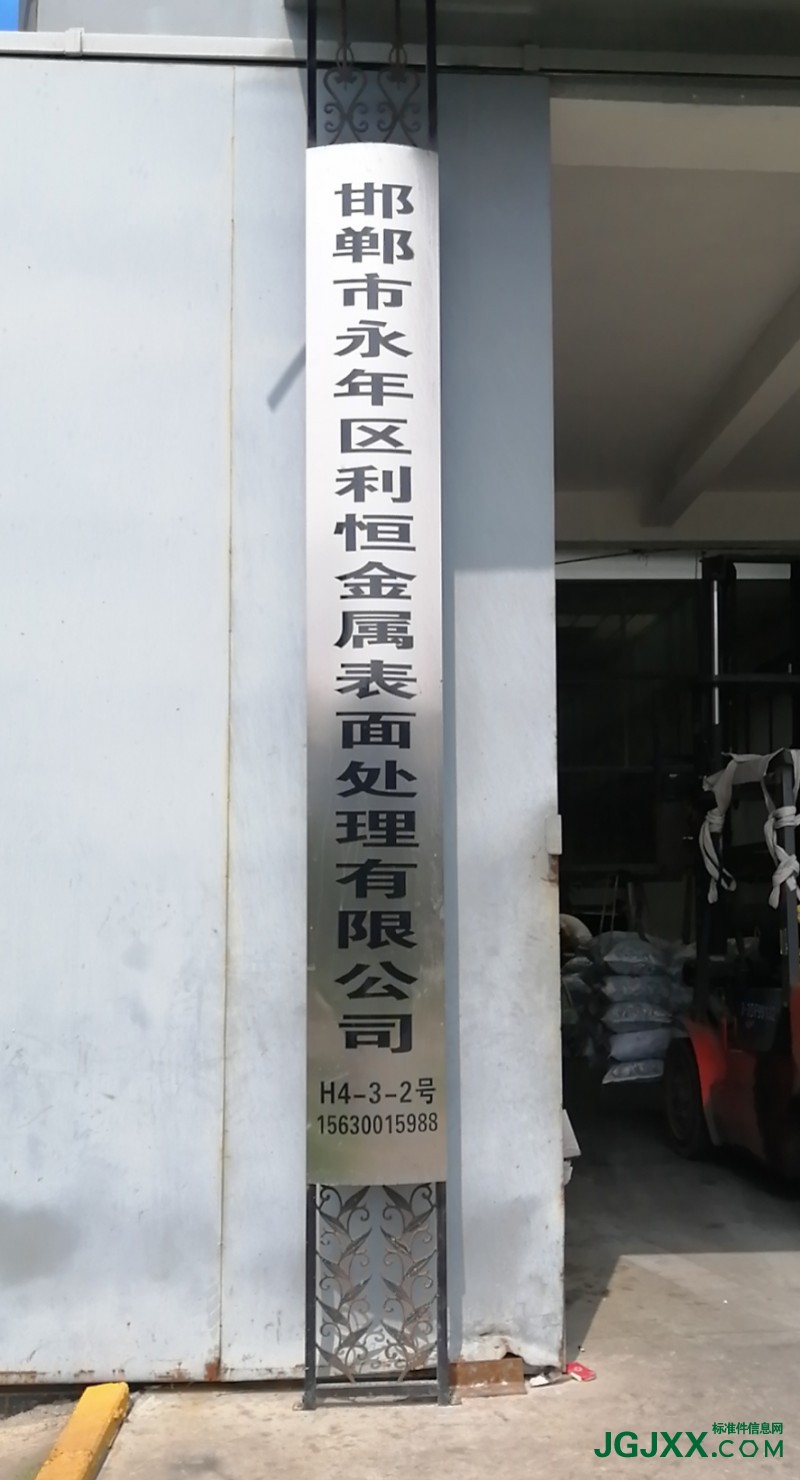 邯郸市永年区利恒金属表面处理有限公司
H4-3-2号
15630015988
标准件信息网
JGJXX.COM